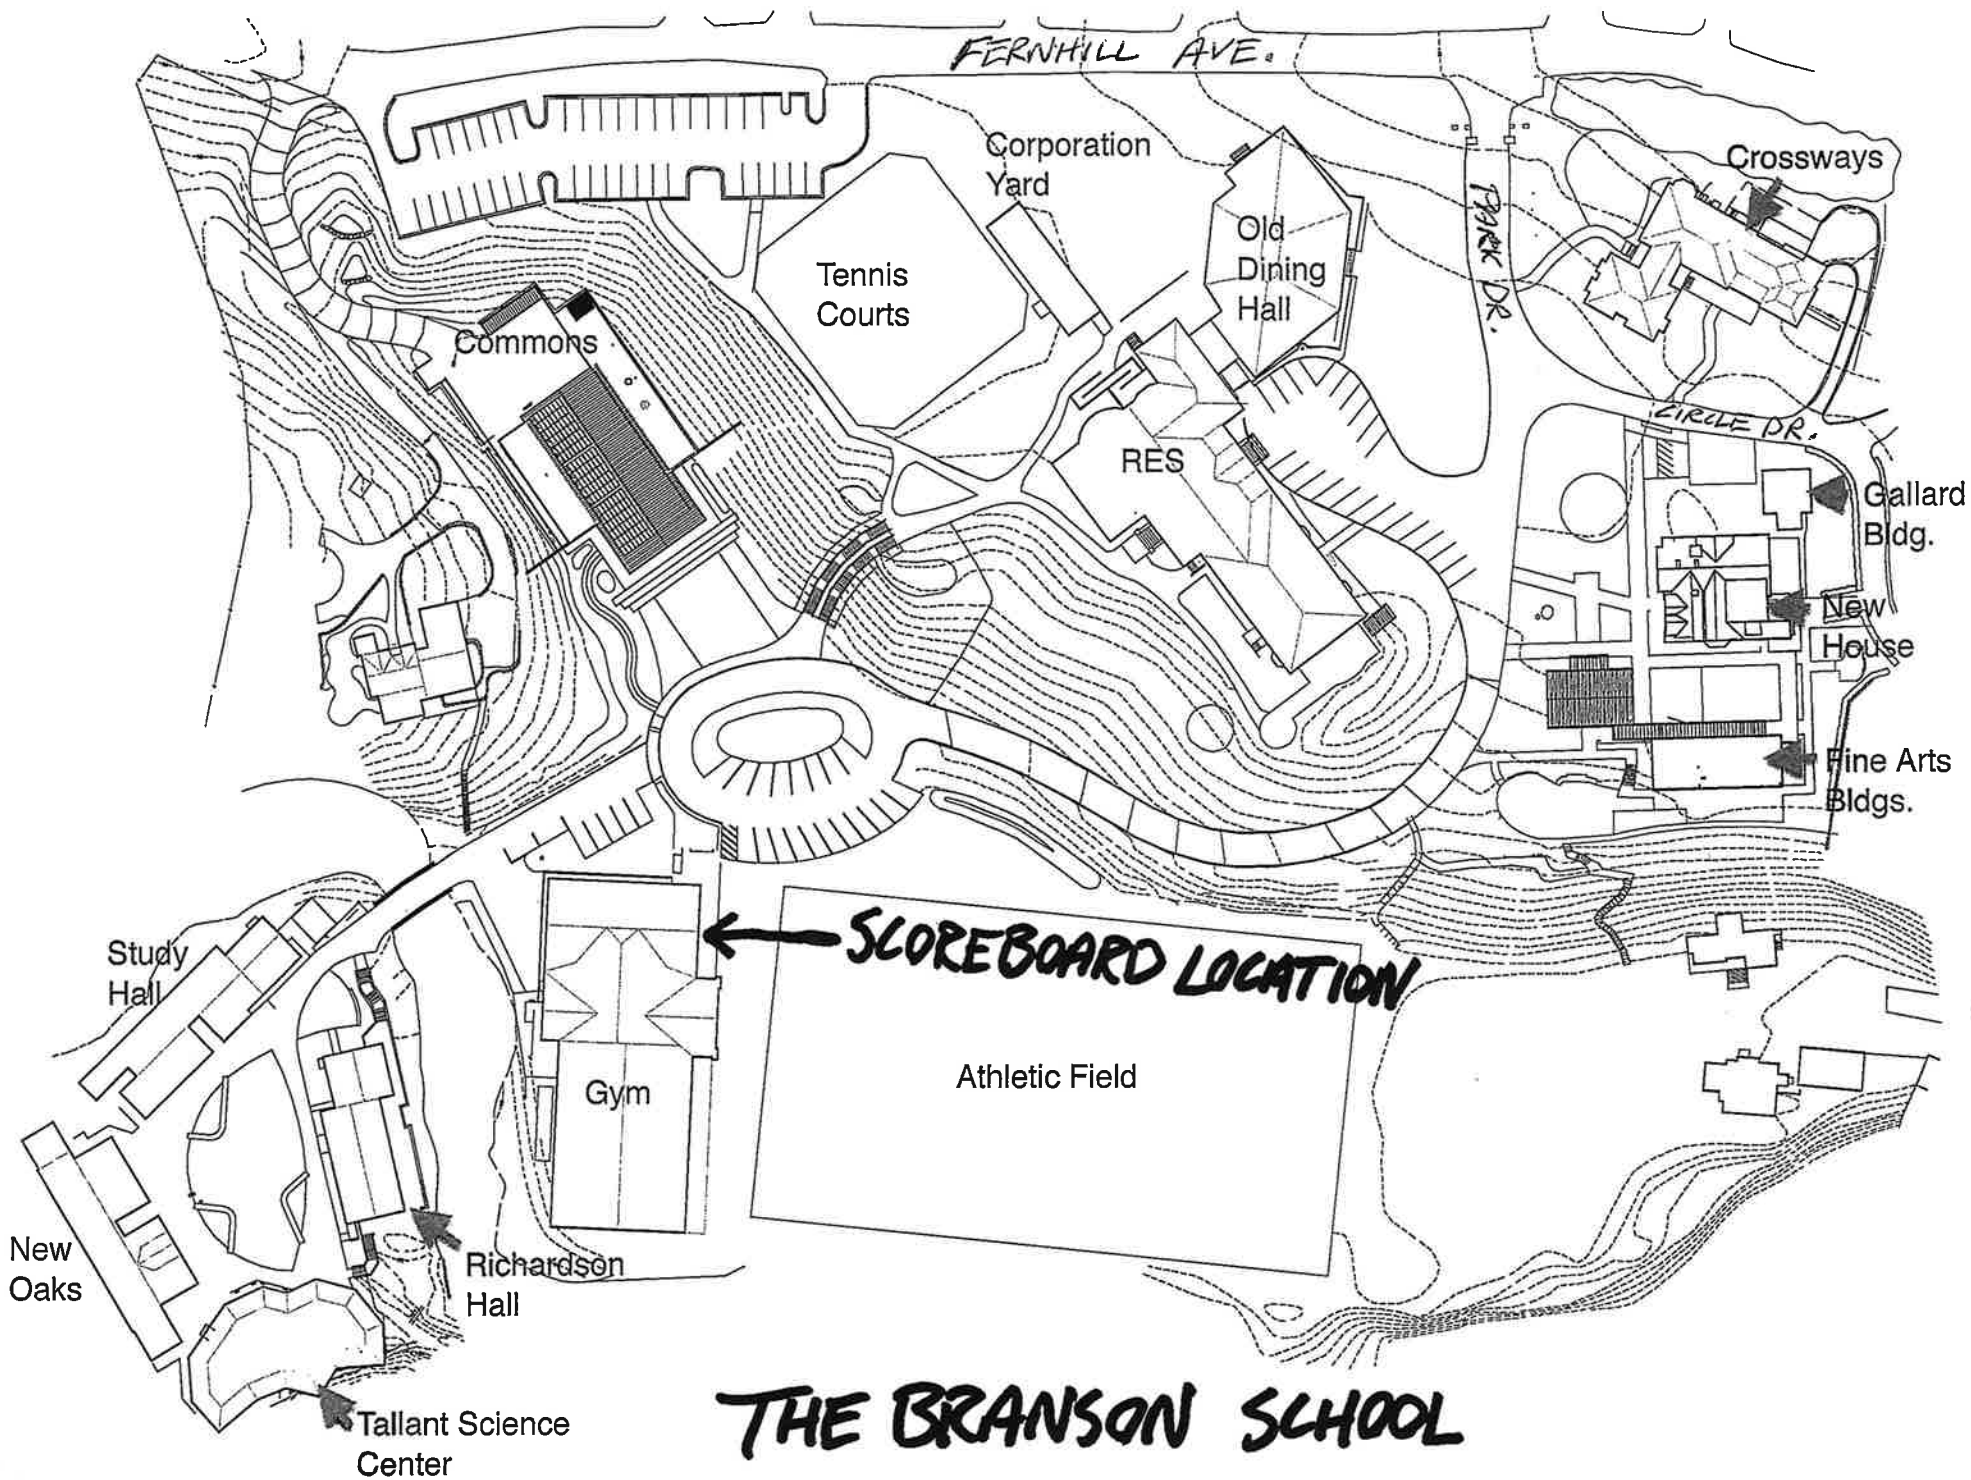 FERNHILL AVE.
Corporation
Yard
Crossways
PARK DR.
Old
Dining
Hall
Tennis
Courts
Commons
CIRCLE DR.
RES
Gallard
Bldg.
New
House
Fine Arts
Bldgs.
SCOREBOARD LOCATION
Study
Hall
Athletic Field
Gym
New
Oaks
Richardson
Hall
Tallant Science
Center
THE BRANSON SCHOOL